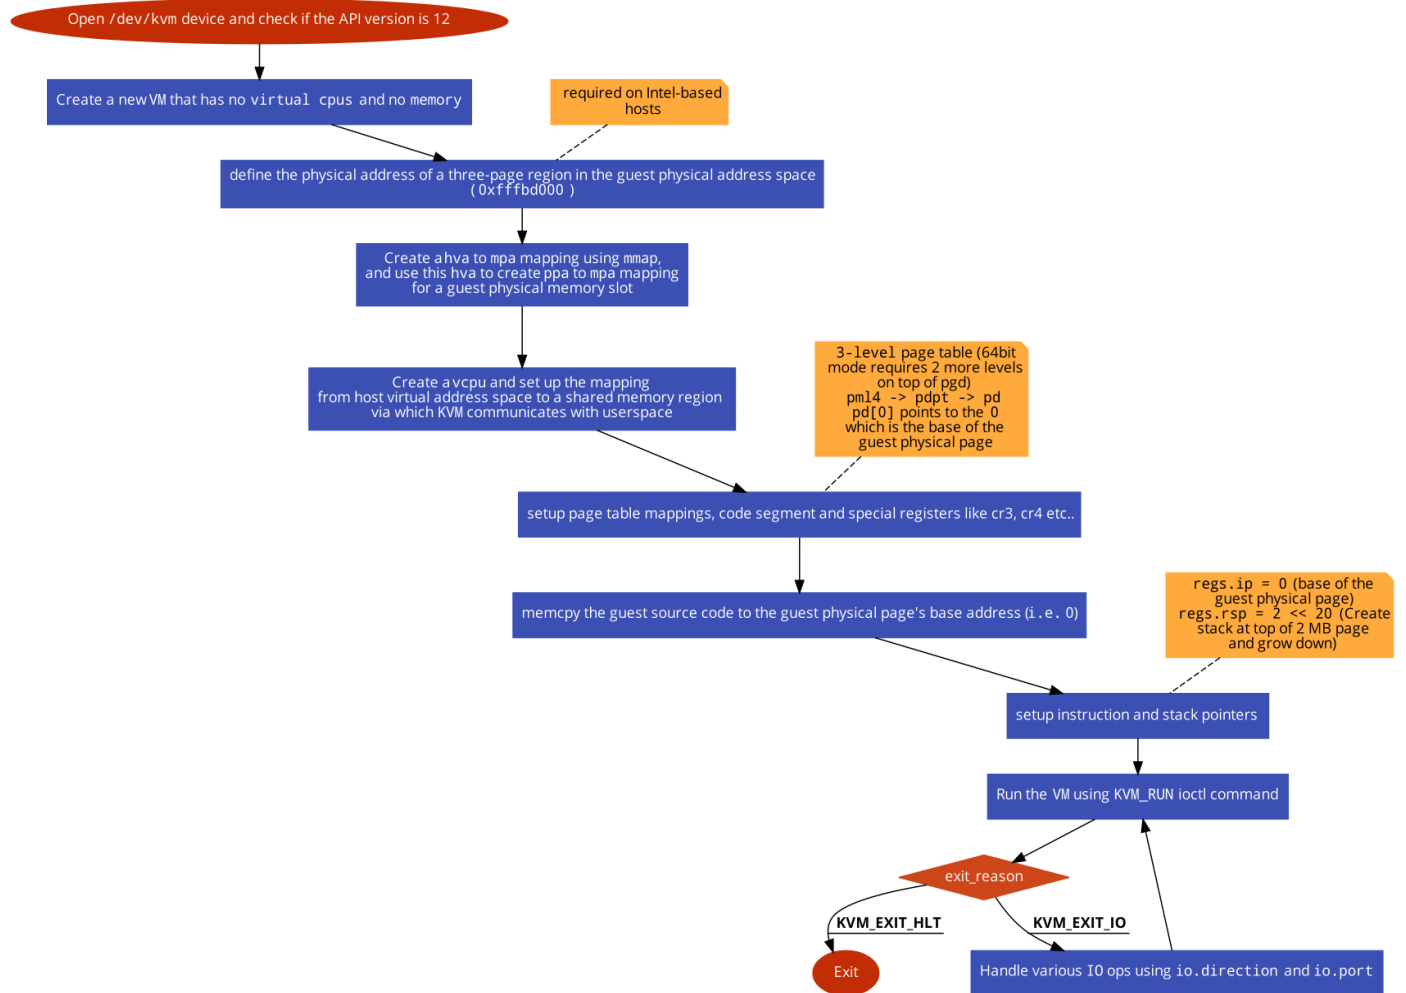 Open /dev/kvm device and check if the API version is 12
Create a new VM that has no virtual cpus and no memory
required on Intel-based
hosts
define the physical address of a three-page region in the guest physical address space
( 0xfffbd000 )
Create a hva to mpa mapping using mmap,
and use this hva to create ppa to mpa mapping
for a guest physical memory slot
3-level page table (64bit
mode requires 2 more levels
on top of pgd)
pml4 -> pdpt -> pd
pd[0] points to the 0
which is the base of the
guest physical page
Create a vcpu and set up the mapping
from host virtual address space to a shared memory region
via which KVM communicates with userspace
setup page table mappings, code segment and special registers like cr3, cr4 etc..
regs.ip = 0 (base of the
guest physical page)
regs.rsp = 2 << 20 (Create
stack at top of 2 MB page
and grow down)
memcpy the guest source code to the guest physical page's base address (i.e. 0)
setup instruction and stack pointers
Run the VM using KVM_RUN ioctl command
exit_reason
KVM_EXIT_HLT
KVM_EXIT_IO
Exit
Handle various IO ops using io.direction and io.port